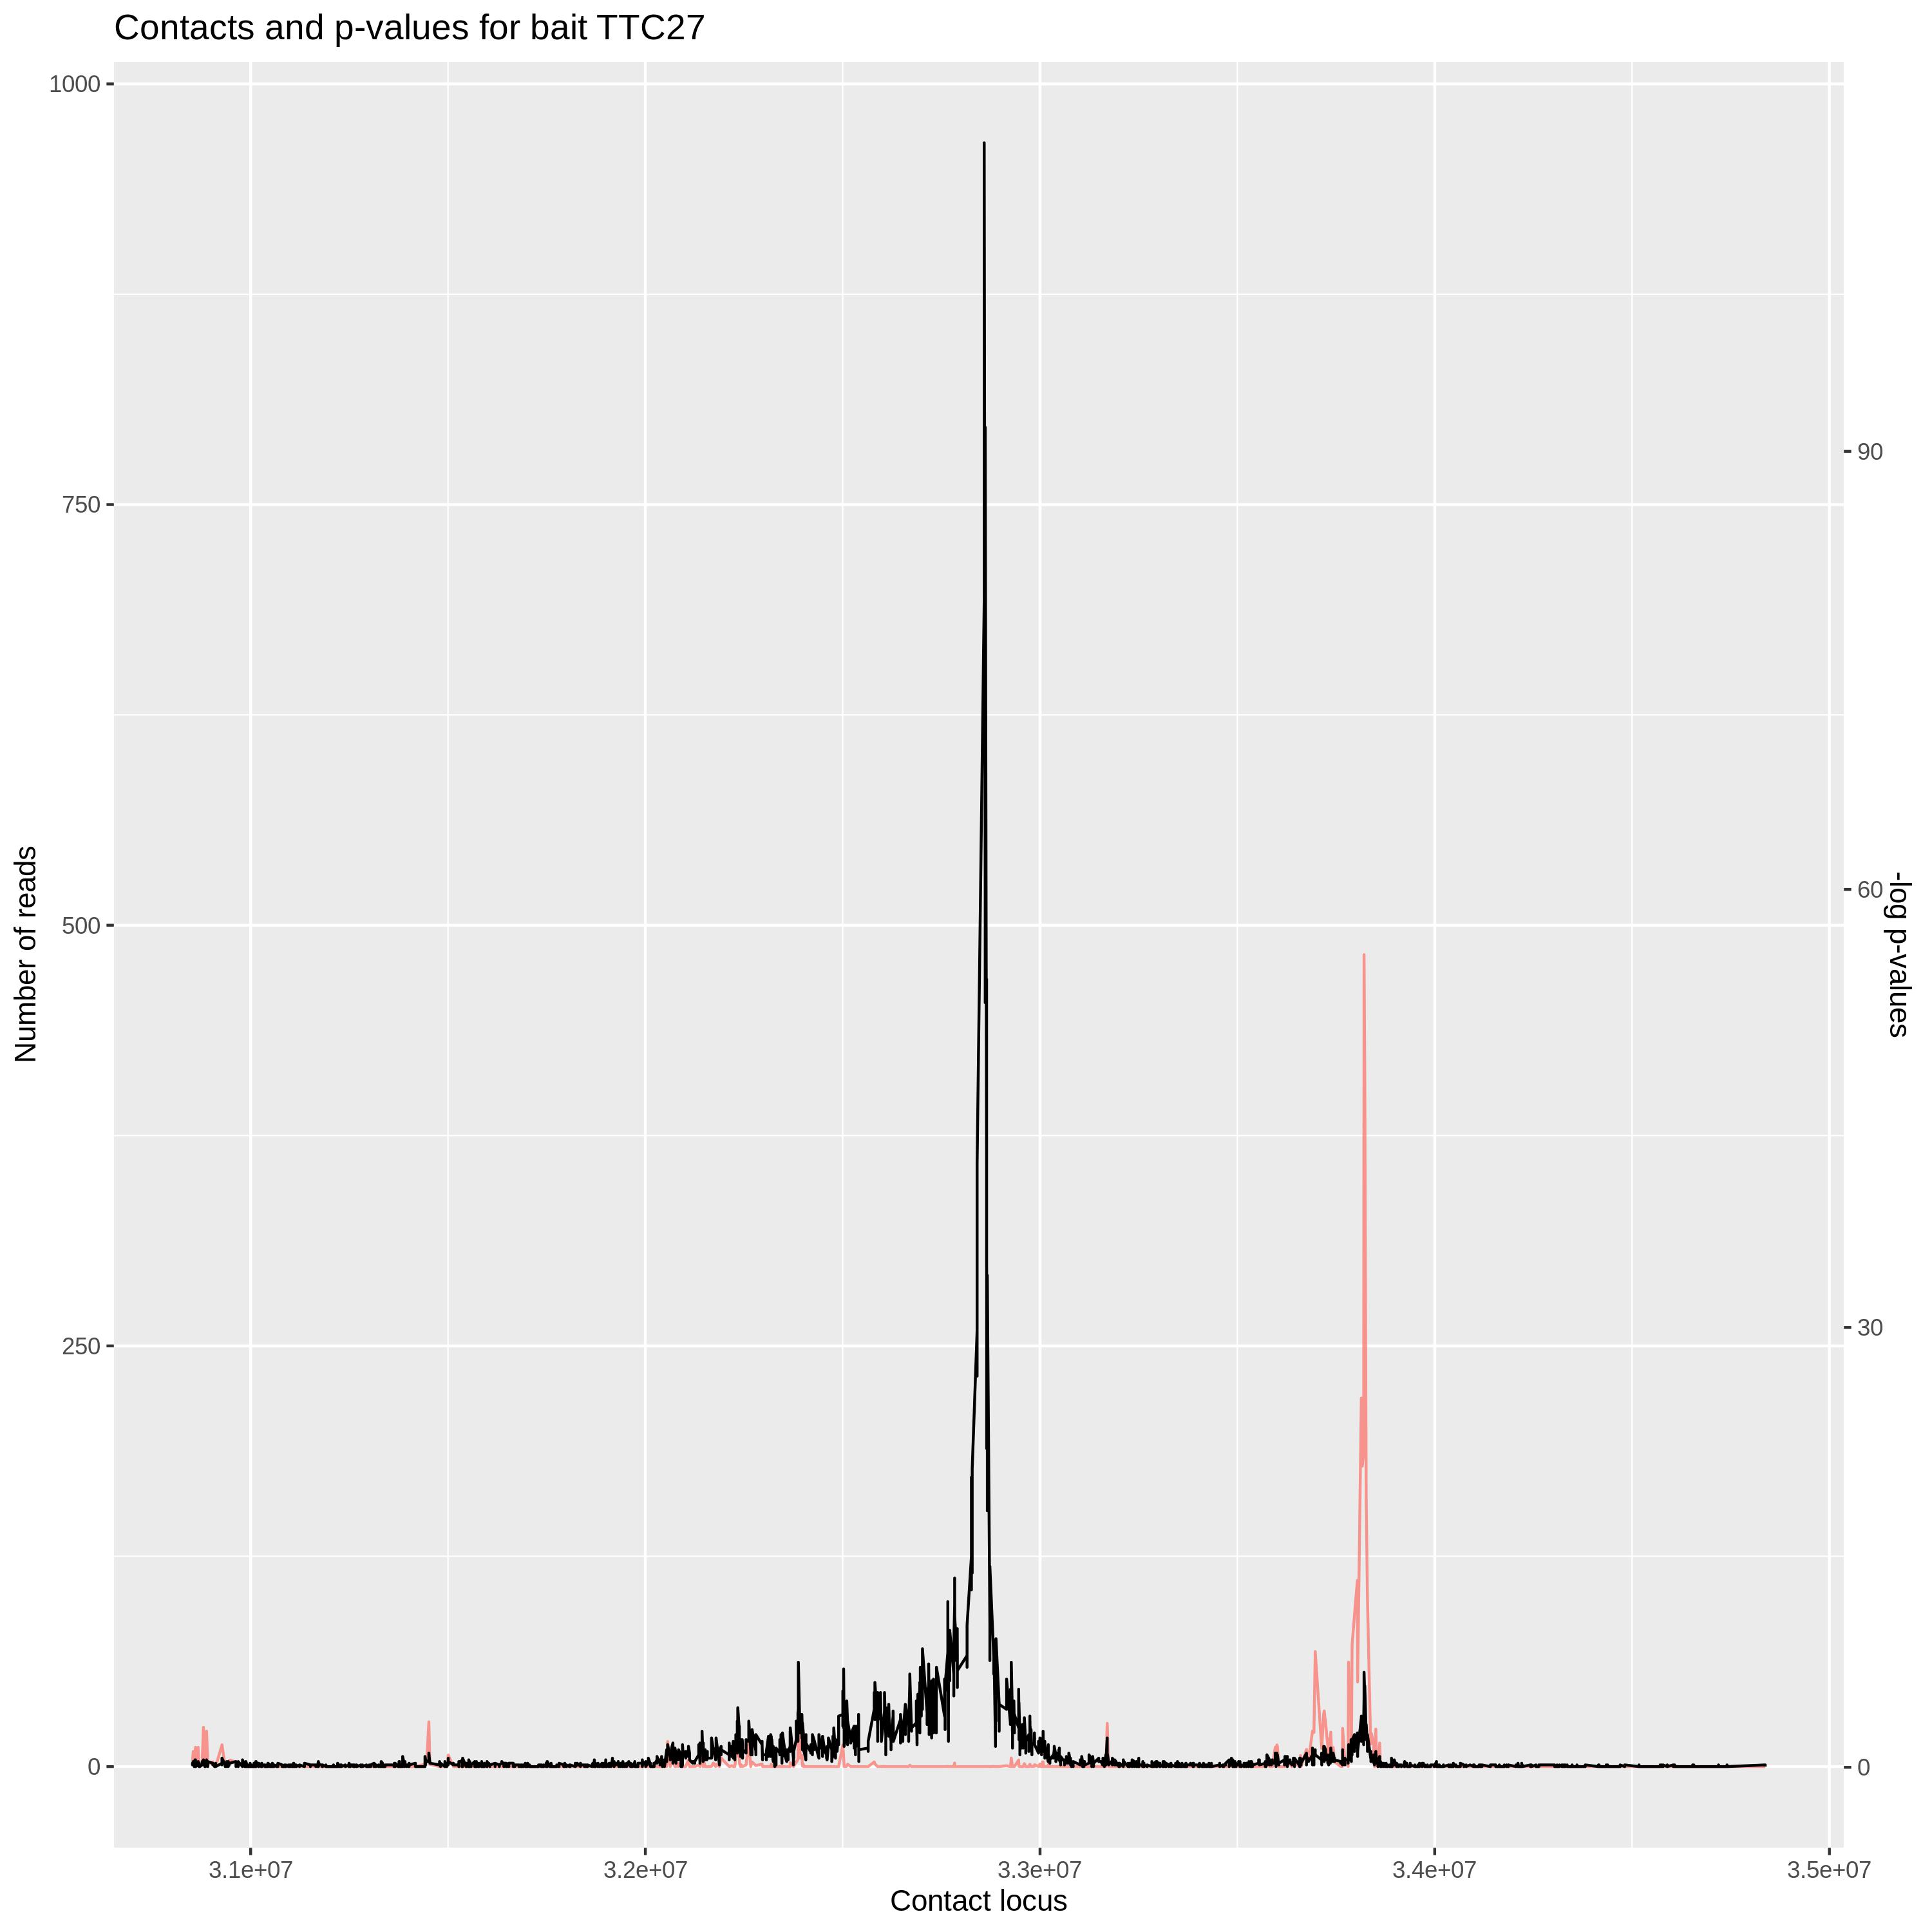 Contacts and p-values for bait TTC27
1000
750
500
250
0
Number of reads
90
60
30
0
-log p-values
3.1e+07
3.2e+07
3.3e+07
3.4e+07
3.5e+07
Contact locus